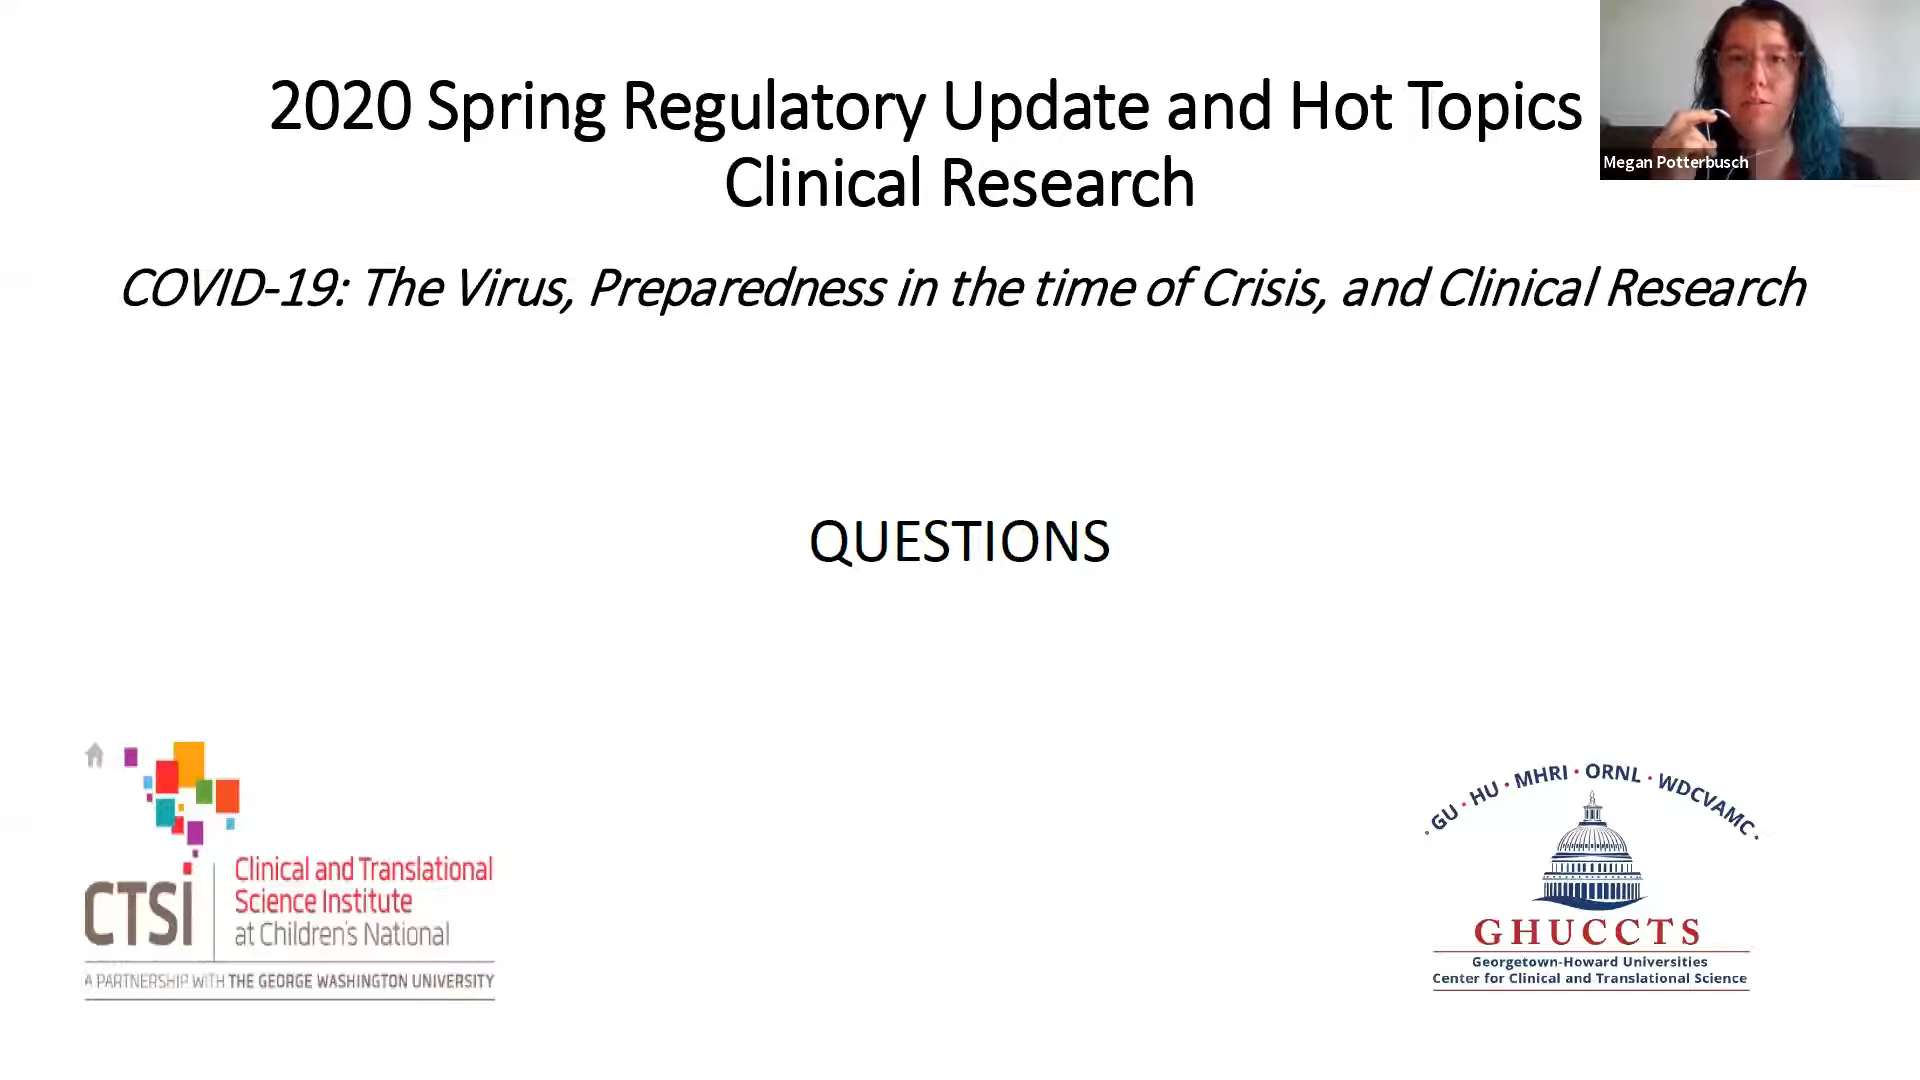 2020 Spring Regulatory Update and Hot Topics
Clinical Research
Megan Potterbusch
COVID-19: The Virus, Preparedness in the time of Crisis, and Clinical Research
QUESTIONS
CTSi
Clinical and Translational
Science Institute
at Children's National
A PARTNERSHIP WITH THE GEORGE WASHINGTON UNIVERSITY
· GU · HU · MHRI · ORNL · WDCVAMC ·
GHUCCTS
Georgetown-Howard Universities
Center for Clinical and Translational Science